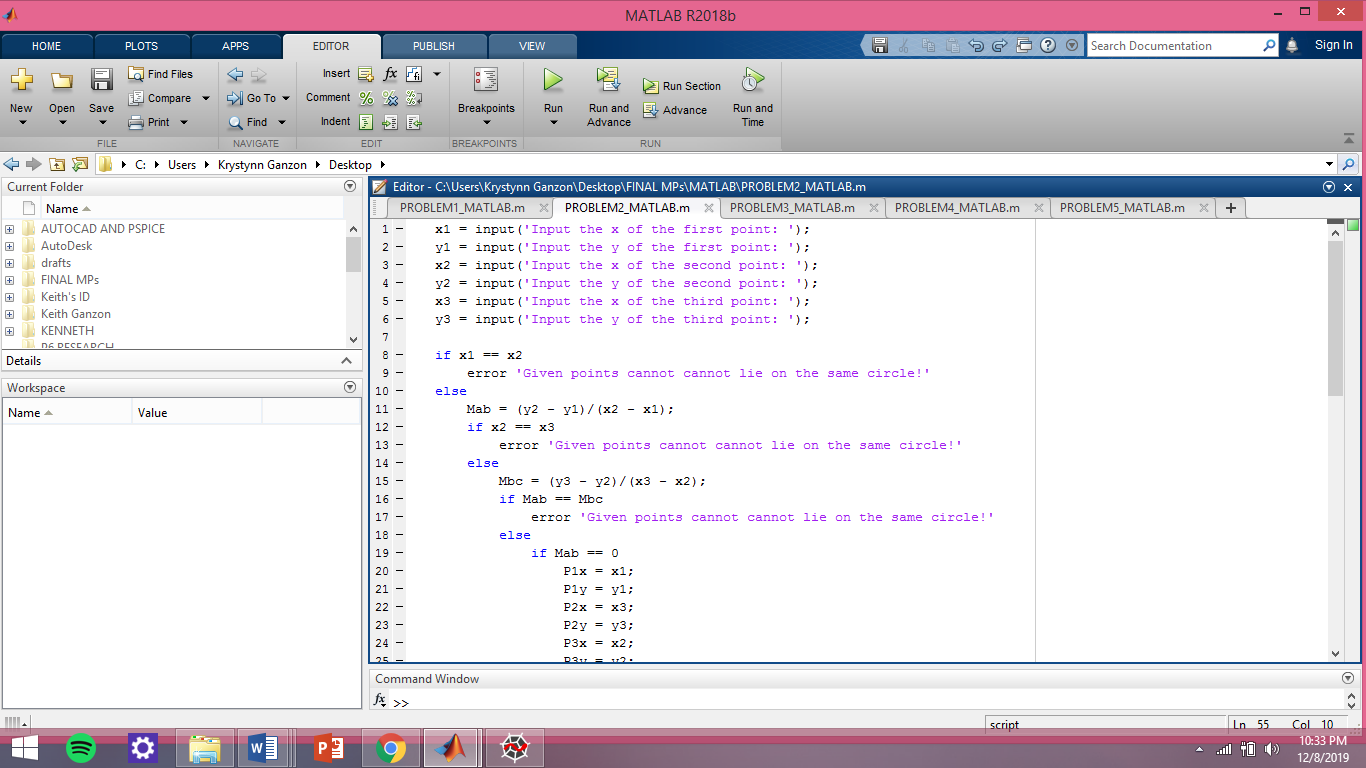 MATLAB R2018b
HOME PLOTS APPS EDITOR PUBLISH VIEW
Search Documentation
Sign In
New
Open
Save
Find Files
Compare
Print
FILE
Go To
Find
NAVIGATE
Insert fx
Comment
Indent
EDIT
Breakpoints
BREAKPOINTS
Run
Run and Advance
Run Section
Advance
Run and Time
RUN
C: Users Krystynn Ganzon Desktop
Current Folder
Name
AUTOCAD AND PSPICE
AutoDesk
drafts
FINAL MPs
Keith's ID
Keith Ganzon
KENNETH
P6 RESEARCH
Details
Workspace
Name Value
Editor - C:\Users\Krystynn Ganzon\Desktop\FINAL MPs\MATLAB\PROBLEM2_MATLAB.m
PROBLEM1_MATLAB.m PROBLEM2_MATLAB.m PROBLEM3_MATLAB.m PROBLEM4_MATLAB.m PROBLEM5_MATLAB.m
1 x1 = input('Input the x of the first point: ');
2 y1 = input('Input the y of the first point: ');
3 x2 = input('Input the x of the second point: ');
4 y2 = input('Input the y of the second point: ');
5 x3 = input('Input the x of the third point: ');
6 y3 = input('Input the y of the third point: ');
7
8 if x1 == x2
9 error 'Given points cannot cannot lie on the same circle!'
10 else
11 Mab = (y2 - y1)/(x2 - x1);
12 if x2 == x3
13 error 'Given points cannot cannot lie on the same circle!'
14 else
15 Mbc = (y3 - y2)/(x3 - x2);
16 if Mab == Mbc
17 error 'Given points cannot cannot lie on the same circle!'
18 else
19 if Mab == 0
20 P1x = x1;
21 P1y = y1;
22 P2x = x3;
23 P2y = y3;
24 P3x = x2;
25 P3y = y2;
Command Window
fx >>
script Ln 55 Col 10
10:33 PM
12/8/2019